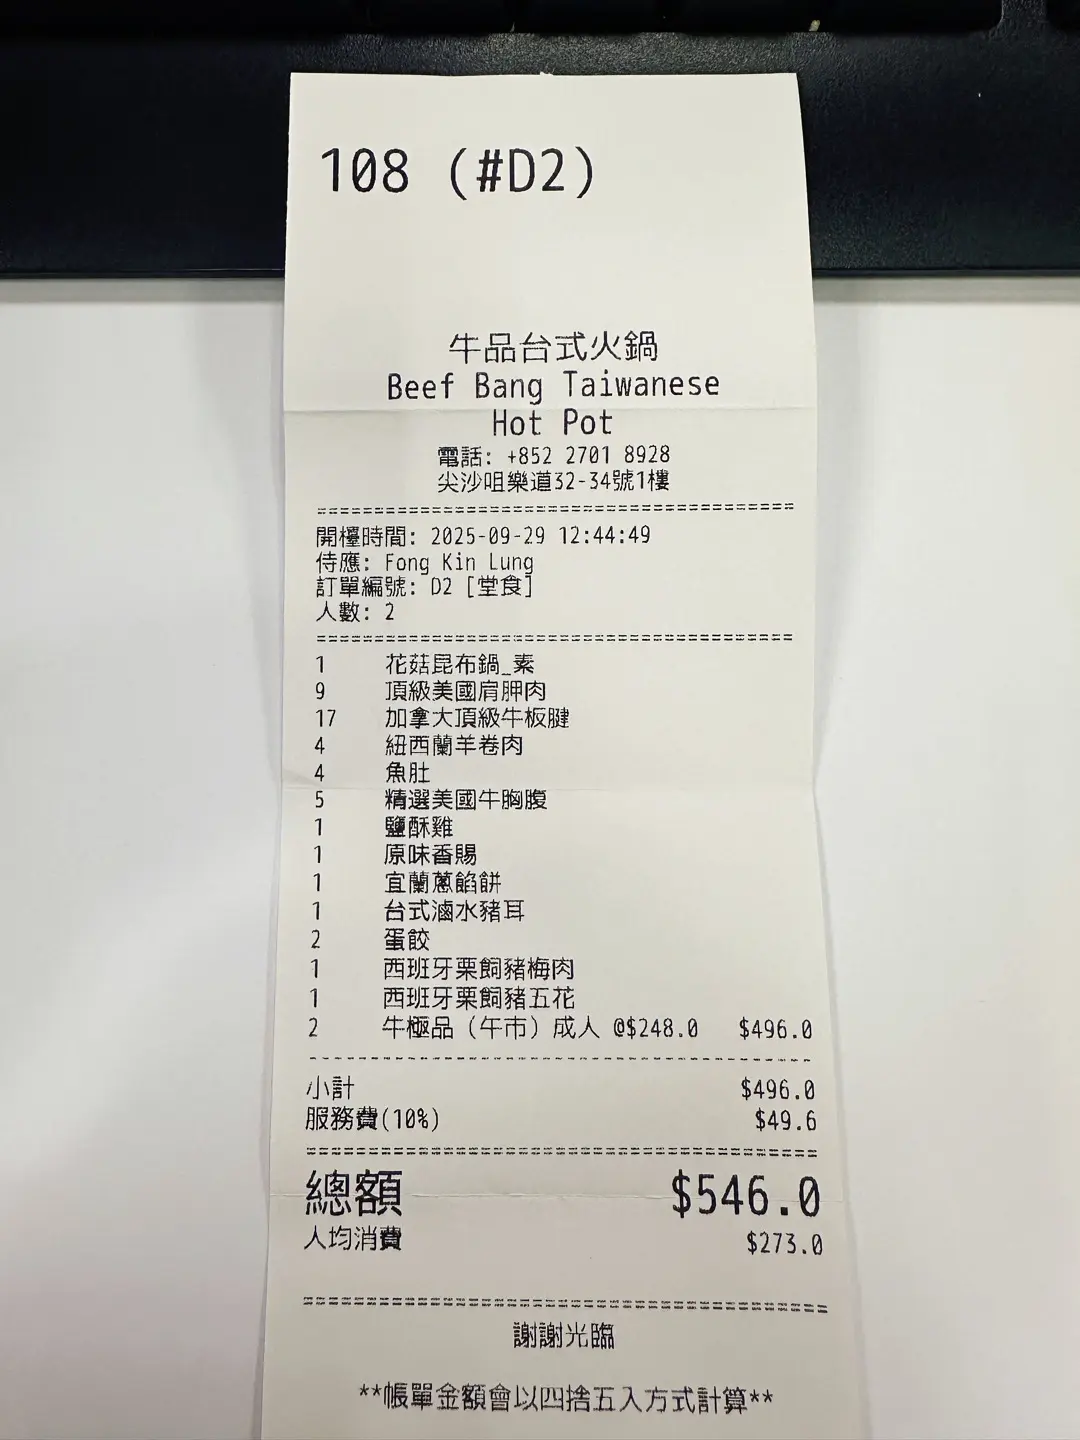 108 (#D2)
牛品台式火鍋
Beef Bang Taiwanese
Hot Pot
電話: +852 2701 8928
尖沙咀樂道32-34號1樓
開檯時間: 2025-09-29 12:44:49
侍應: Fong Kin Lung
訂單編號: D2 [堂食]
人數: 2
1 花菇昆布鍋_素
9 頂級美國肩胛肉
17 加拿大頂級牛板腱
4 紐西蘭羊卷肉
4 魚肚
5 精選美國牛胸腹
1 鹽酥雞
1 原味香腸
1 宜蘭蔥餡餅
1 台式滷水豬耳
2 蛋餃
1 西班牙栗飼豬梅肉
1 西班牙栗飼豬五花
2 牛極品（午市）成人 @$248.0 $496.0
小計 $496.0
服務費(10%) $49.6
總額 $546.0
人均消費 $273.0
謝謝光臨
**帳單金額會以四捨五入方式計算**